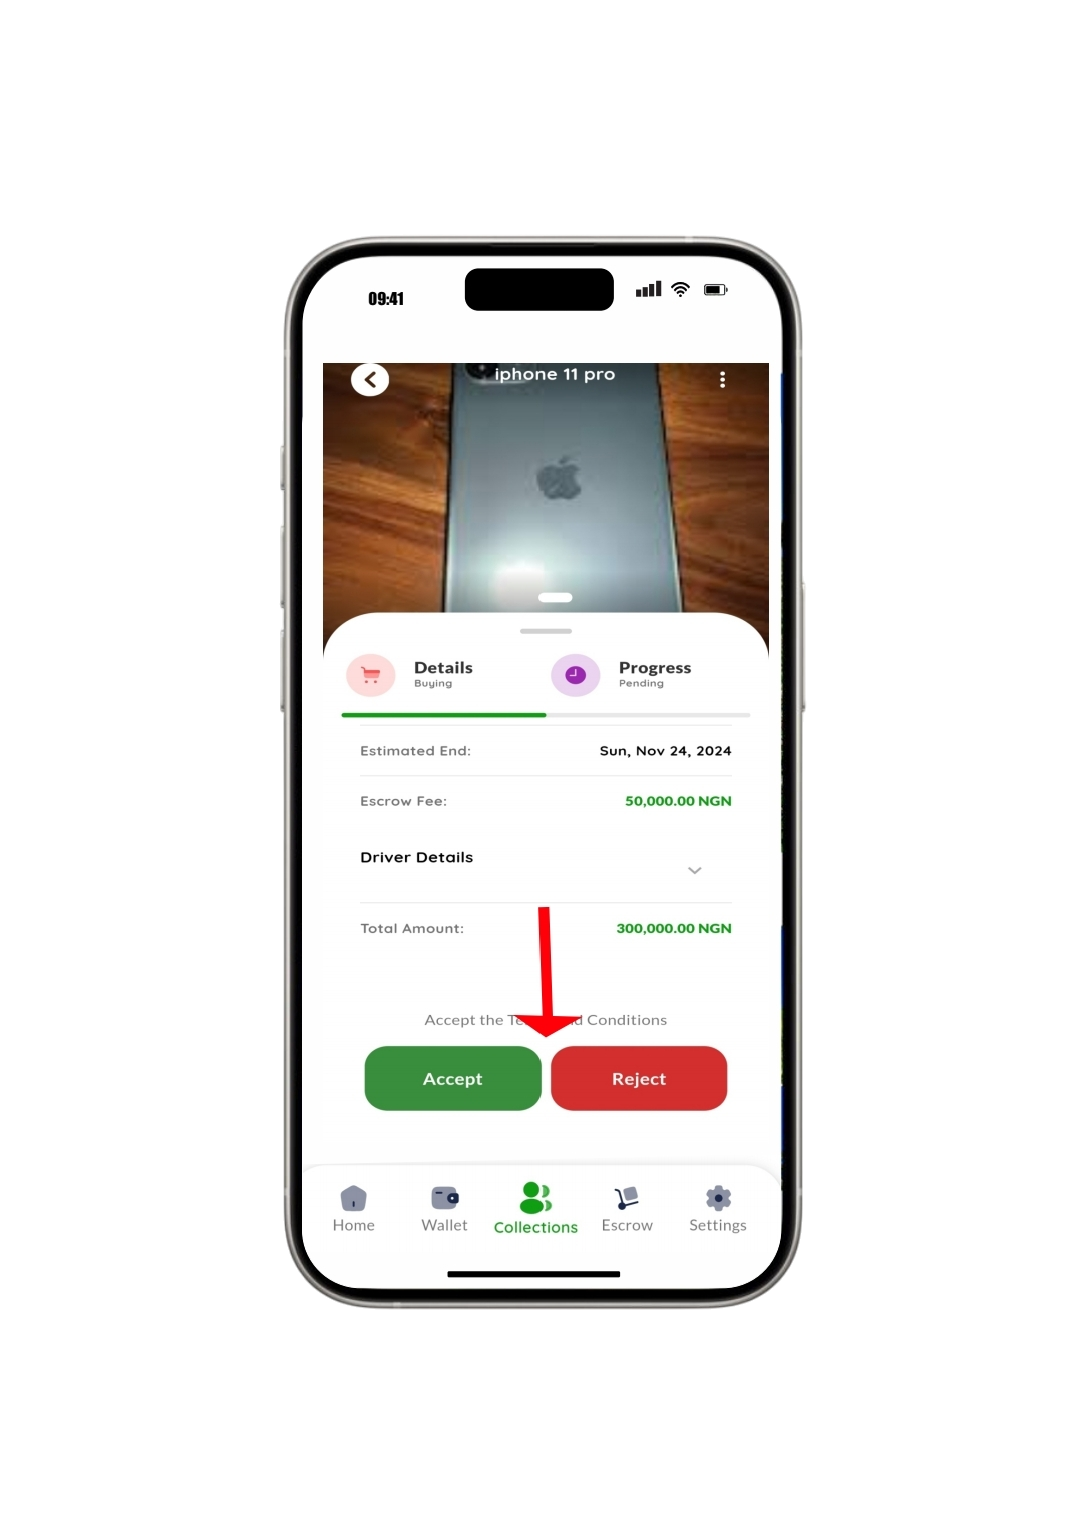 09:41
iphone 11 pro
Details
Buying
Progress
Pending
Estimated End: Sun, Nov 24, 2024
Escrow Fee: 50,000.00 NGN
Driver Details
Total Amount: 300,000.00 NGN
Accept the Conditions
Accept
Reject
Home
Wallet
Collections
Escrow
Settings